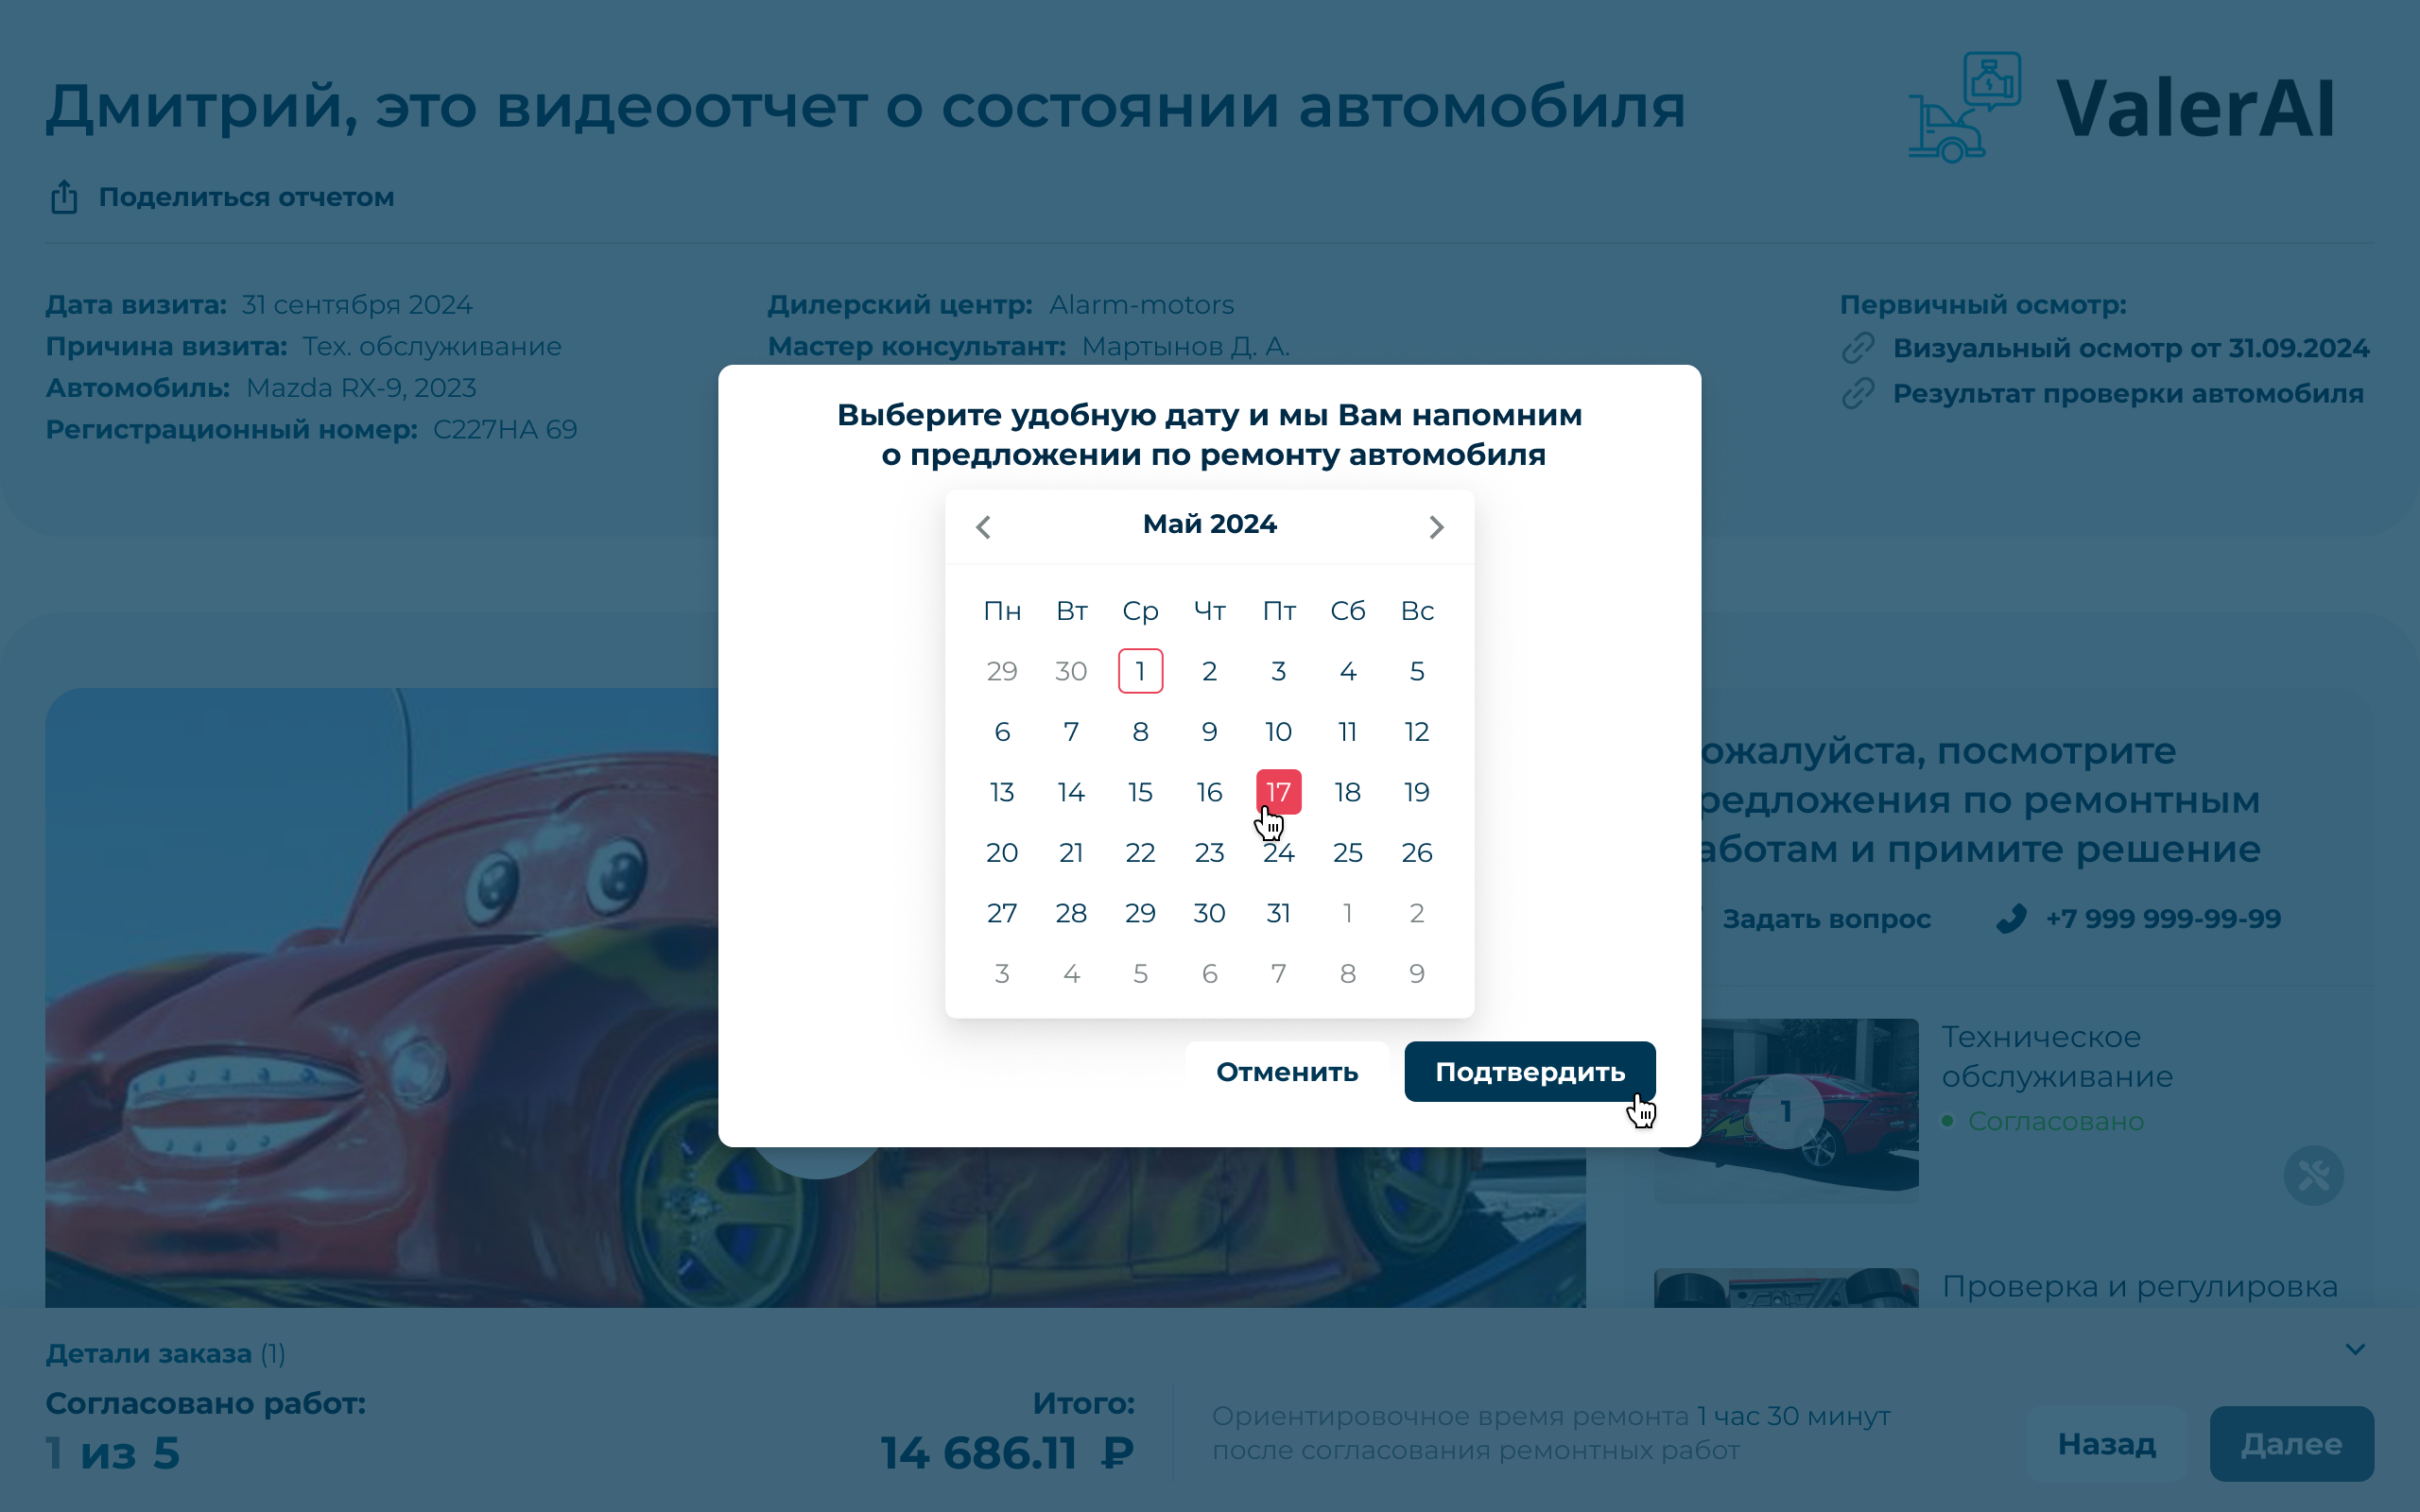 Дмитрий, это видеоотчет о состоянии автомобиля
ValerAI
Поделиться отчетом
Дата визита: 31 сентября 2024
Причина визита: Тех. обслуживание
Автомобиль: Mazda RX-9, 2023
Регистрационный номер: С227НА 69
Дилерский центр: Alarm-motors
Мастер консультант: Мартынов Д. А.
Первичный осмотр:
Визуальный осмотр от 31.09.2024
Результат проверки автомобиля
Выберите удобную дату и мы Вам напомним
о предложении по ремонту автомобиля
Май 2024
Пн Вт Ср Чт Пт Сб Вс
29 30 1 2 3 4 5
6 7 8 9 10 11 12
13 14 15 16 17 18 19
20 21 22 23 24 25 26
27 28 29 30 31 1 2
3 4 5 6 7 8 9
Отменить
Подтвердить
ожалуйста, посмотрите
редложения по ремонтным
аботам и примите решение
Задать вопрос
+7 999 999-99-99
1
Техническое
обслуживание
Согласовано
Проверка и регулировка
Детали заказа (1)
Согласовано работ:
1 из 5
Итого:
14 686.11 ₽
Ориентировочное время ремонта 1 час 30 минут
после согласования ремонтных работ
Назад
Далее